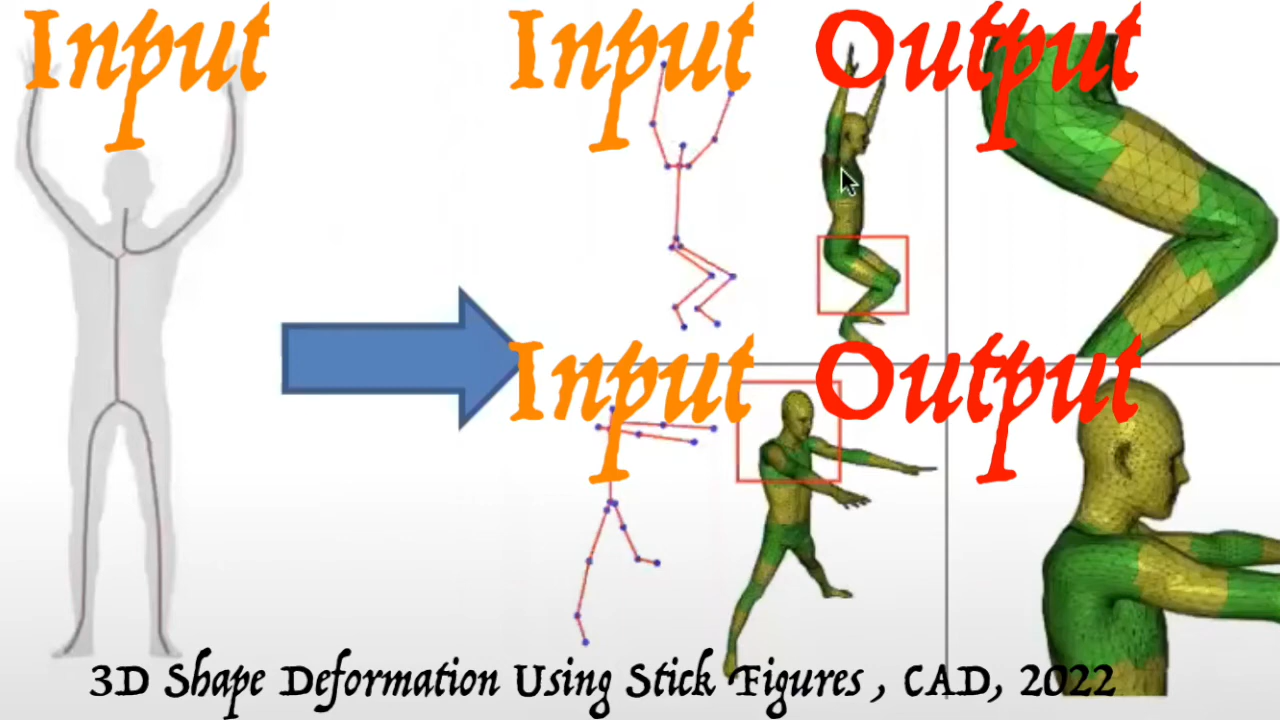 Input
Input
Output
Input
Output
3D Shape Deformation Using Stick Figures , CAD, 2022